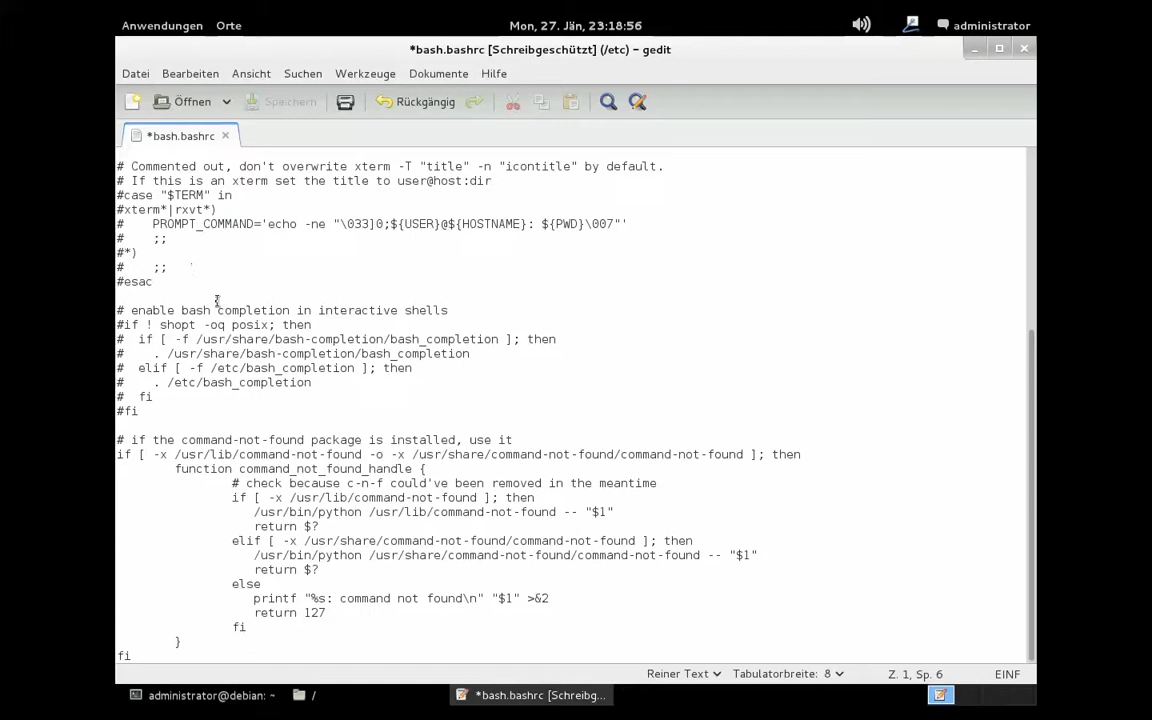 Anwendungen Orte Mon, 27. Jän, 23:18:56 administrator
*bash.bashrc [Schreibgeschützt] (/etc) – gedit
Datei Bearbeiten Ansicht Suchen Werkzeuge Dokumente Hilfe
Öffnen Speichern Rückgängig
*bash.bashrc
# Commented out, don't overwrite xterm -T "title" -n "icontitle" by default.
# If this is an xterm set the title to user@host:dir
#case "$TERM" in
#xterm*|rxvt*)
#    PROMPT_COMMAND='echo -ne "\033]0;${USER}@${HOSTNAME}: ${PWD}\007"'
#    ;;
#*)
#    ;;
#esac
# enable bash completion in interactive shells
#if ! shopt -oq posix; then
#  if [ -f /usr/share/bash-completion/bash_completion ]; then
#    . /usr/share/bash-completion/bash_completion
#  elif [ -f /etc/bash_completion ]; then
#    . /etc/bash_completion
#  fi
#fi
# if the command-not-found package is installed, use it
if [ -x /usr/lib/command-not-found -o -x /usr/share/command-not-found/command-not-found ]; then
        function command_not_found_handle {
                # check because c-n-f could've been removed in the meantime
                if [ -x /usr/lib/command-not-found ]; then
                   /usr/bin/python /usr/lib/command-not-found -- "$1"
                   return $?
                elif [ -x /usr/share/command-not-found/command-not-found ]; then
                   /usr/bin/python /usr/share/command-not-found/command-not-found -- "$1"
                   return $?
                else
                   printf "%s: command not found\n" "$1" >&2
                   return 127
                fi
        }
fi
Reiner Text Tabulatorbreite: 8 Z. 1, Sp. 6 EINF
administrator@debian: ~ / *bash.bashrc [Schreibg...